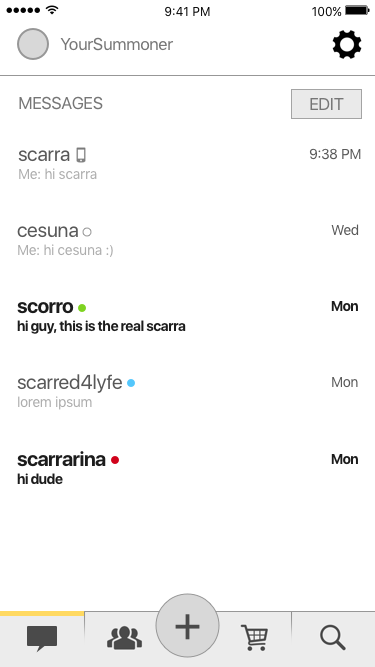 9:41 PM
100%
YourSummoner
MESSAGES
EDIT
scarra
9:38 PM
Me: hi scarra
cesuna
Wed
Me: hi cesuna :)
scorro
Mon
hi guy, this is the real scarra
scarred4lyfe
Mon
lorem ipsum
scarrarina
Mon
hi dude